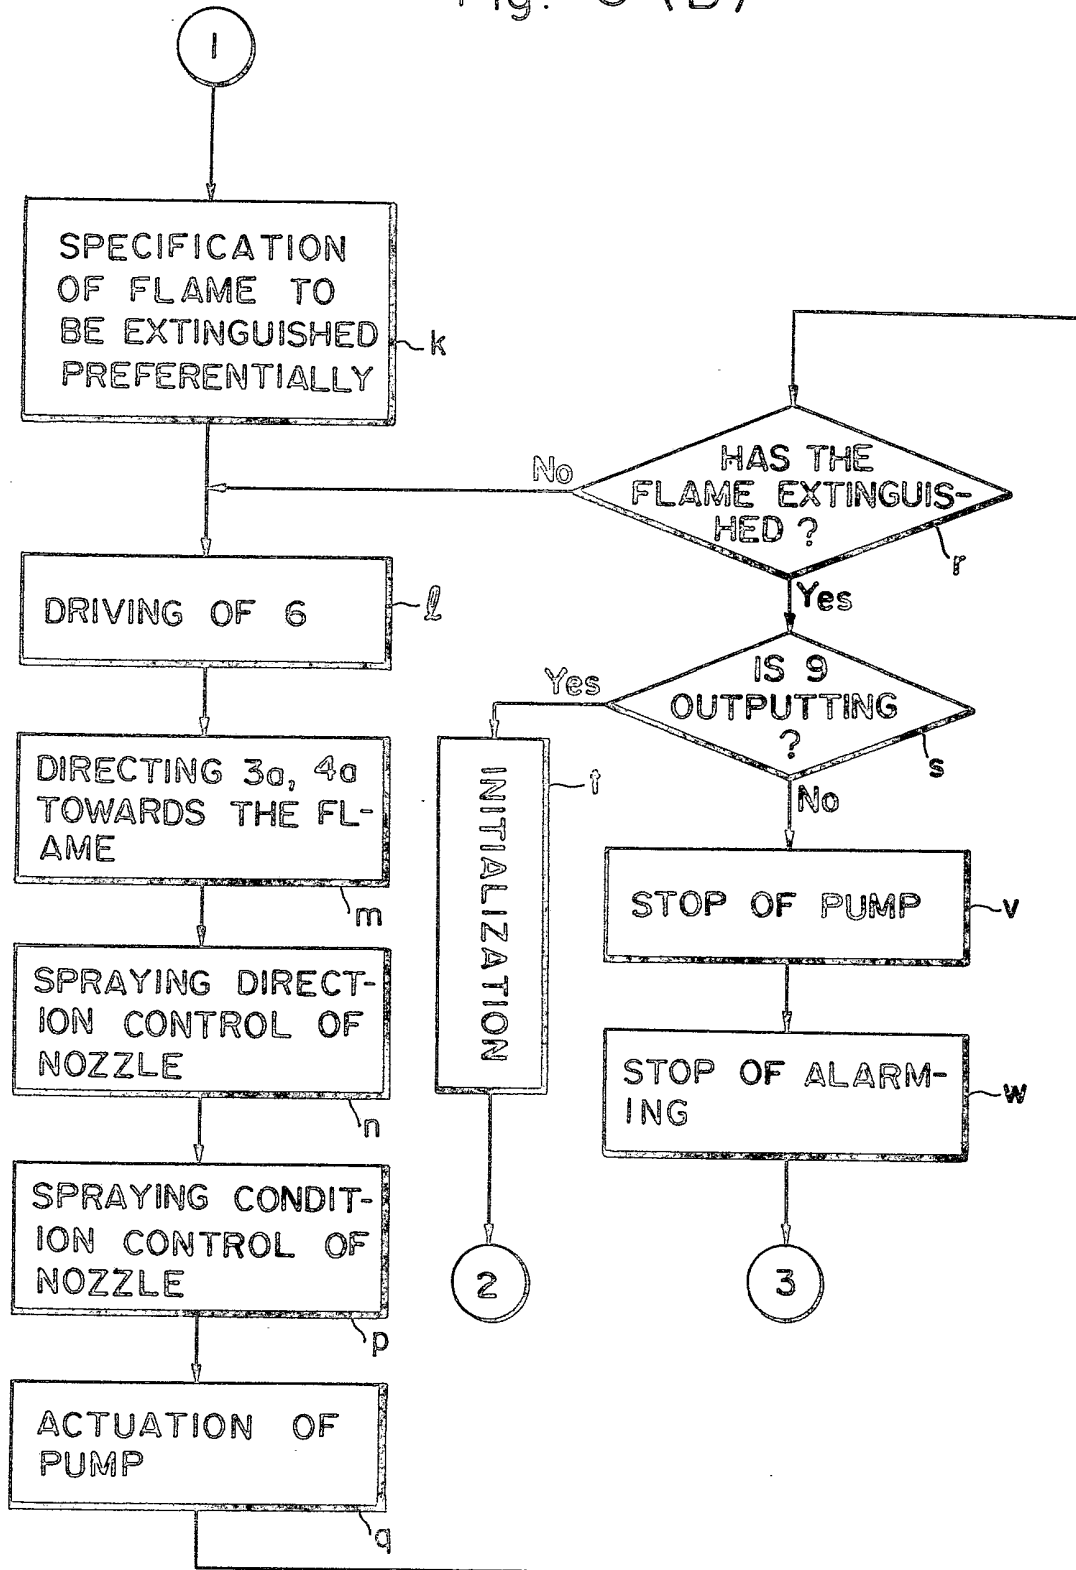 1
SPECIFICATION
OF FLAME TO
BE EXTINGUISHED
PREFERENTIALLY
k
DRIVING OF 6
l
DIRECTING 3a, 4a
TOWARDS THE FL-
AME
m
SPRAYING DIRECT-
ION CONTROL OF
NOZZLE
n
SPRAYING CONDIT-
ION CONTROL OF
NOZZLE
p
ACTUATION OF
PUMP
q
HAS THE
FLAME EXTINGUIS-
HED ?
r
No
Yes
IS 9
OUTPUTTING
?
s
Yes
No
INITIALIZATION
t
2
STOP OF PUMP
v
STOP OF ALARM-
ING
w
3